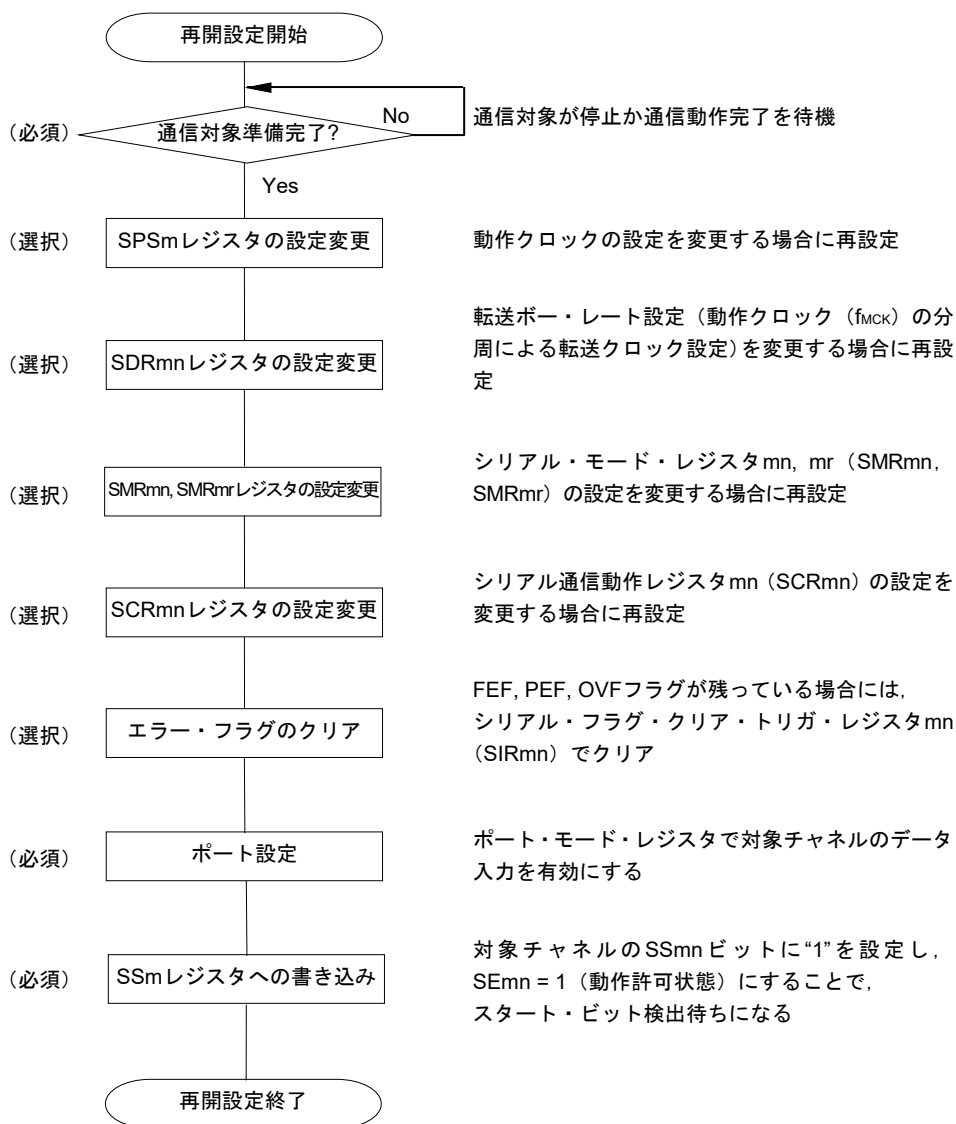 再開設定開始
No
通信対象が停止か通信動作完了を待機
（必須）
通信対象準備完了?
Yes
（選択）
SPSmレジスタの設定変更
動作クロックの設定を変更する場合に再設定
（選択）
SDRmnレジスタの設定変更
転送ボー・レート設定（動作クロック（fMCK）の分
周による転送クロック設定）を変更する場合に再設
定
（選択）
SMRmn, SMRmrレジスタの設定変更
シリアル・モード・レジスタmn, mr（SMRmn,
SMRmr）の設定を変更する場合に再設定
（選択）
SCRmnレジスタの設定変更
シリアル通信動作レジスタmn（SCRmn）の設定を
変更する場合に再設定
（選択）
エラー・フラグのクリア
FEF, PEF, OVFフラグが残っている場合には,
シリアル・フラグ・クリア・トリガ・レジスタmn
（SIRmn）でクリア
（必須）
ポート設定
ポート・モード・レジスタで対象チャネルのデータ
入力を有効にする
（必須）
SSmレジスタへの書き込み
対象チャネルのSSmnビットに“1”を設定し,
SEmn = 1（動作許可状態）にすることで,
スタート・ビット検出待ちになる
再開設定終了